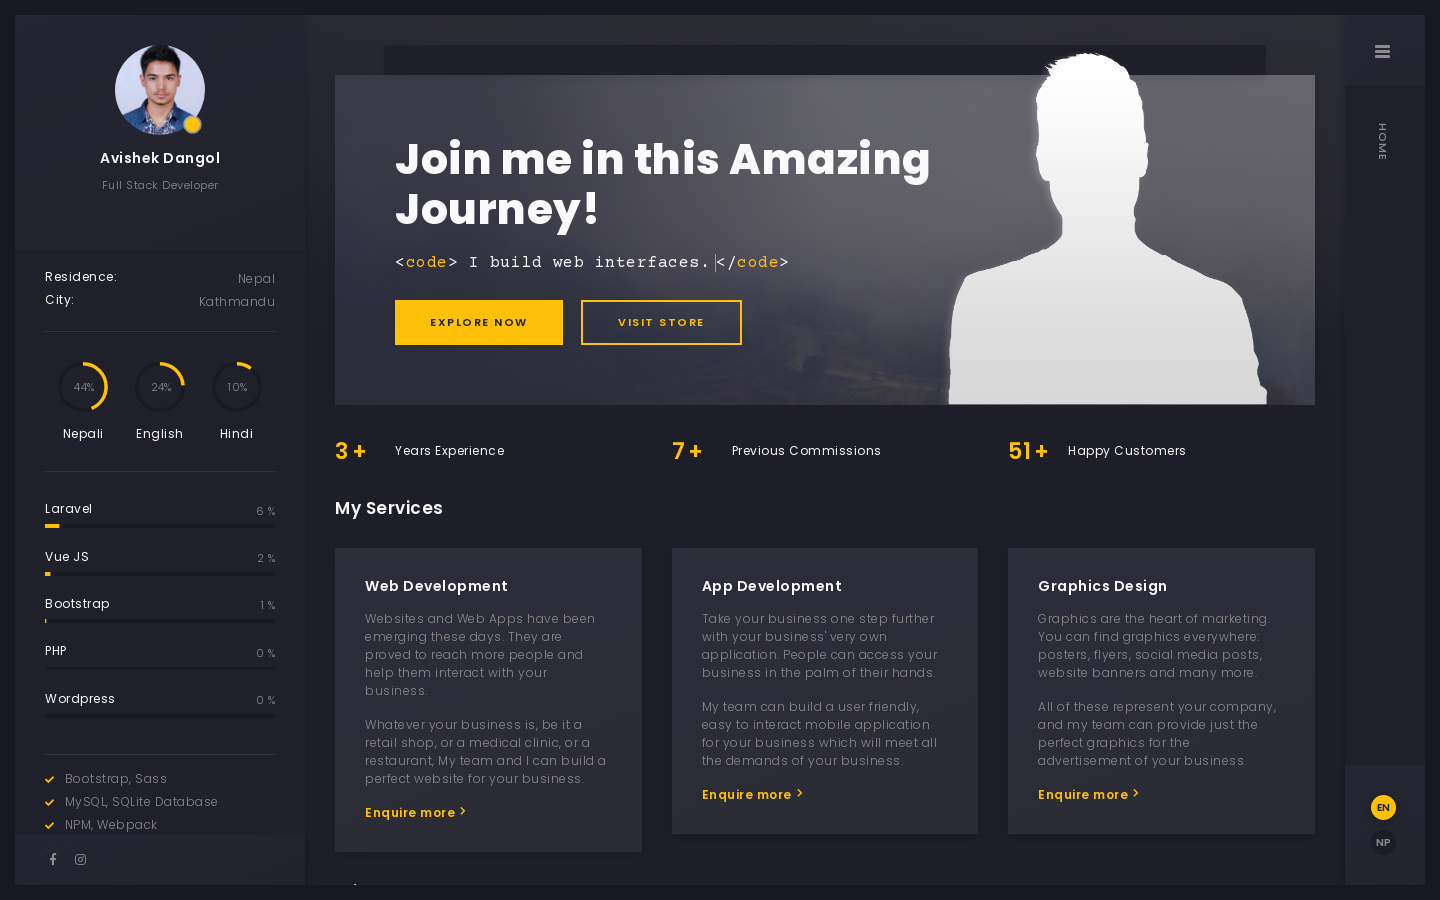 Avishek Dangol
Full Stack Developer
Residence: Nepal
City: Kathmandu
44% 24% 10%
Nepali English Hindi
Laravel 6 %
Vue JS 2 %
Bootstrap 1 %
PHP 0 %
Wordpress 0 %
Bootstrap, Sass
MySQL, SQLite Database
NPM, Webpack
Join me in this Amazing
Journey!
<code> I build web interfaces. </code>
EXPLORE NOW VISIT STORE
3 + Years Experience
7 + Previous Commissions
51 + Happy Customers
My Services
Web Development
Websites and Web Apps have been
emerging these days. They are
proved to reach more people and
help them interact with your
business.
Whatever your business is, be it a
retail shop, or a medical clinic, or a
restaurant, My team and I can build a
perfect website for your business.
Enquire more
App Development
Take your business one step further
with your business' very own
application. People can access your
business in the palm of their hands.
My team can build a user friendly,
easy to interact mobile application
for your business which will meet all
the demands of your business.
Enquire more
Graphics Design
Graphics are the heart of marketing.
You can find graphics everywhere:
posters, flyers, social media posts,
website banners and many more.
All of these represent your company,
and my team can provide just the
perfect graphics for the
advertisement of your business.
Enquire more
HOME
EN
NP